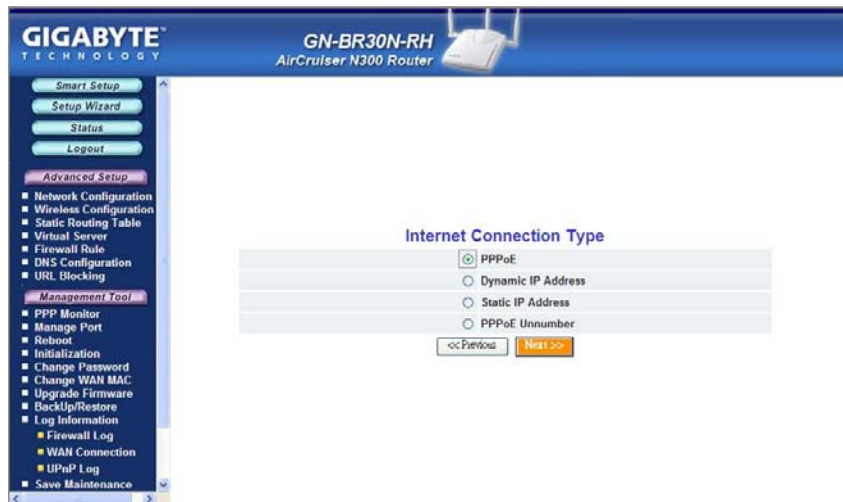 GIGABYTE™
TECHNOLOGY
GN-BR30N-RH
AirCruiser N300 Router
Smart Setup
Setup Wizard
Status
Logout
Advanced Setup
Network Configuration
Wireless Configuration
Static Routing Table
Virtual Server
Firewall Rule
DNS Configuration
URL Blocking
Management Tool
PPP Monitor
Manage Port
Reboot
Initialization
Change Password
Change WAN MAC
Upgrade Firmware
BackUp/Restore
Log Information
Firewall Log
WAN Connection
UPnP Log
Save Maintenance
Internet Connection Type
PPPoE
Dynamic IP Address
Static IP Address
PPPoE Unnumber
<< Previous Next >>